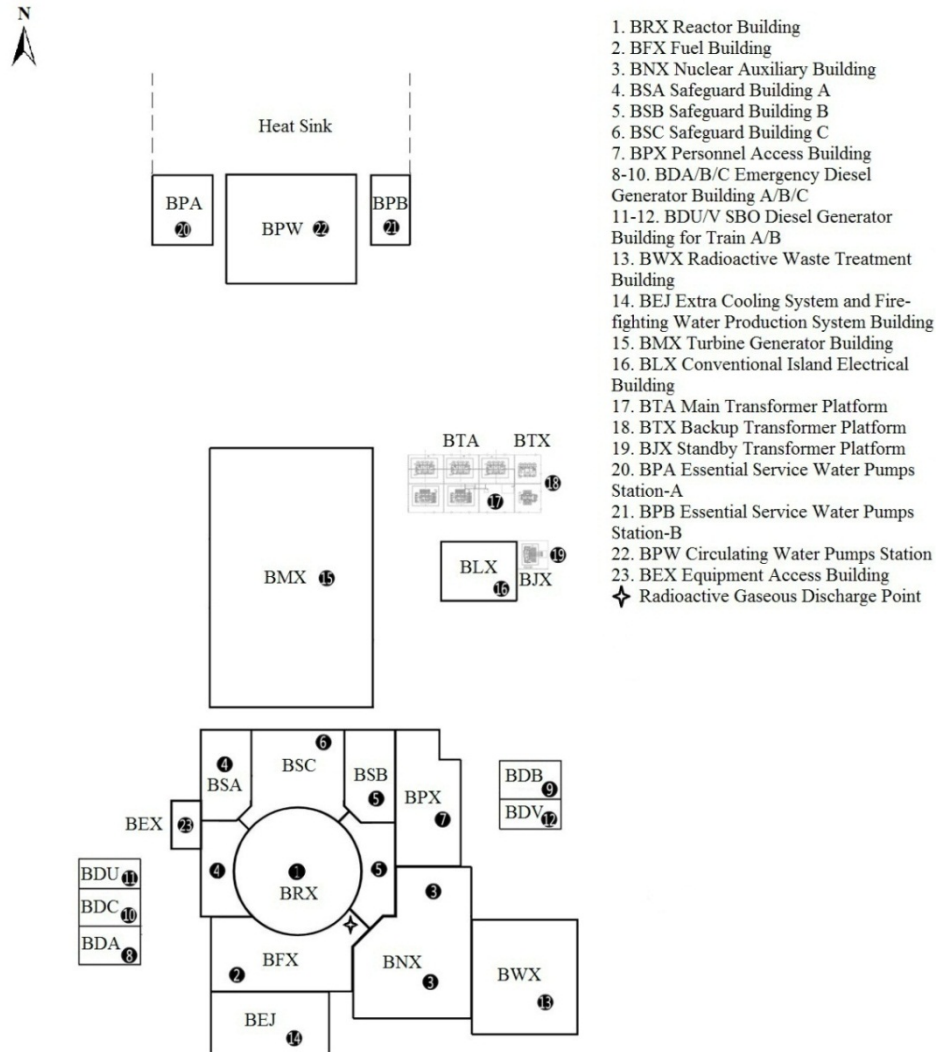 N
Heat Sink
BPA
20
BPW 22
BPB
21
BTA BTX
18
17
BMX 15
BLX
16
19
BJX
BSA
4
BSC
6
BSB
5
BPX
7
BDB
9
BDV 12
BEX
23
4
1
BRX
5
3
BDU 11
BDC 10
BDA 8
BFX
2
BNX
3
BWX
13
BEJ
14
1. BRX Reactor Building
2. BFX Fuel Building
3. BNX Nuclear Auxiliary Building
4. BSA Safeguard Building A
5. BSB Safeguard Building B
6. BSC Safeguard Building C
7. BPX Personnel Access Building
8-10. BDA/B/C Emergency Diesel
Generator Building A/B/C
11-12. BDU/V SBO Diesel Generator
Building for Train A/B
13. BWX Radioactive Waste Treatment
Building
14. BEJ Extra Cooling System and Fire-
fighting Water Production System Building
15. BMX Turbine Generator Building
16. BLX Conventional Island Electrical
Building
17. BTA Main Transformer Platform
18. BTX Backup Transformer Platform
19. BJX Standby Transformer Platform
20. BPA Essential Service Water Pumps
Station-A
21. BPB Essential Service Water Pumps
Station-B
22. BPW Circulating Water Pumps Station
23. BEX Equipment Access Building
Radioactive Gaseous Discharge Point